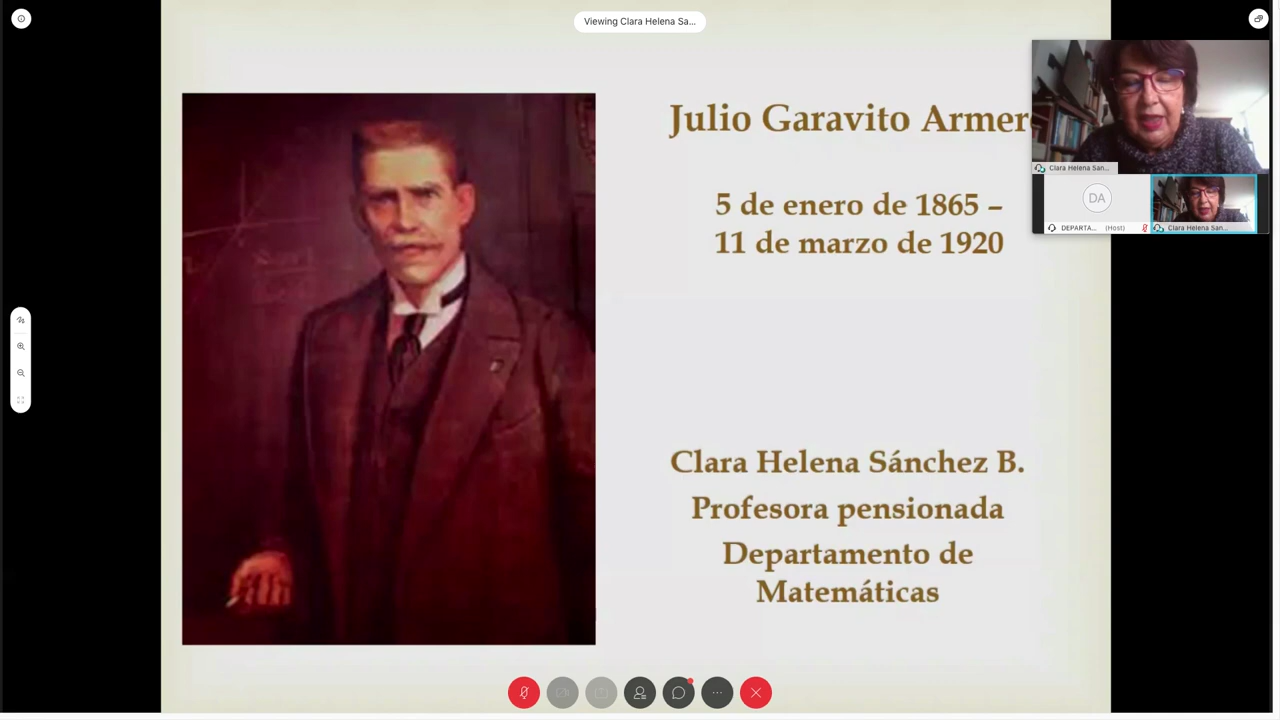 Viewing Clara Helena Sa...
Julio Garavito Armer
5 de enero de 1865 –
11 de marzo de 1920
Clara Helena Sánchez B.
Profesora pensionada
Departamento de
Matemáticas
Clara Helena San...
DA
DEPARTA... (Host)
Clara Helena San...